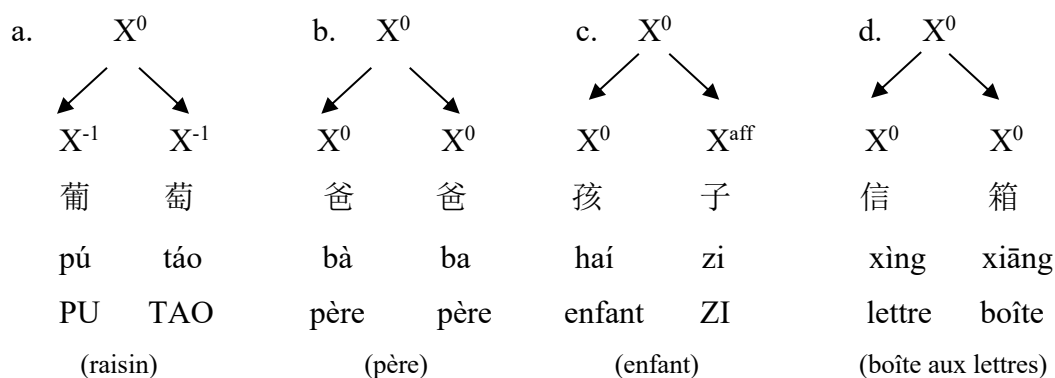 a. X⁰ b. X⁰ c. X⁰ d. X⁰
X⁻¹ X⁻¹ X⁰ X⁰ X⁰ Xᵃᶠᶠ X⁰ X⁰
葡 萄 爸 爸 孩 子 信 箱
pú táo bà ba haí zi xìng xiāng
PU TAO père père enfant ZI lettre boîte
(raisin) (père) (enfant) (boîte aux lettres)